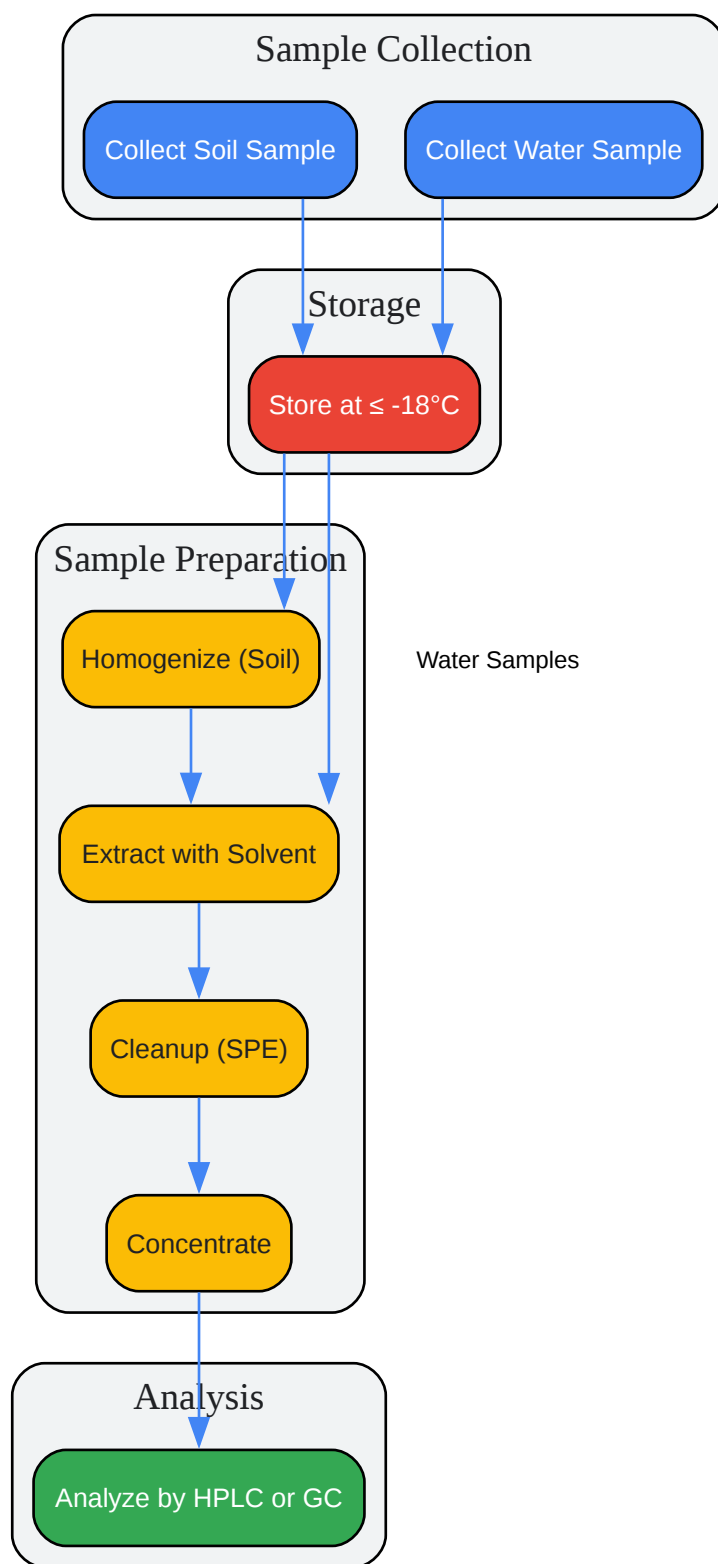 Sample Collection
Collect Soil Sample
Collect Water Sample
Storage
Store at ≤ -18°C
Sample Preparation
Homogenize (Soil)
Water Samples
Extract with Solvent
Cleanup (SPE)
Concentrate
Analysis
Analyze by HPLC or GC